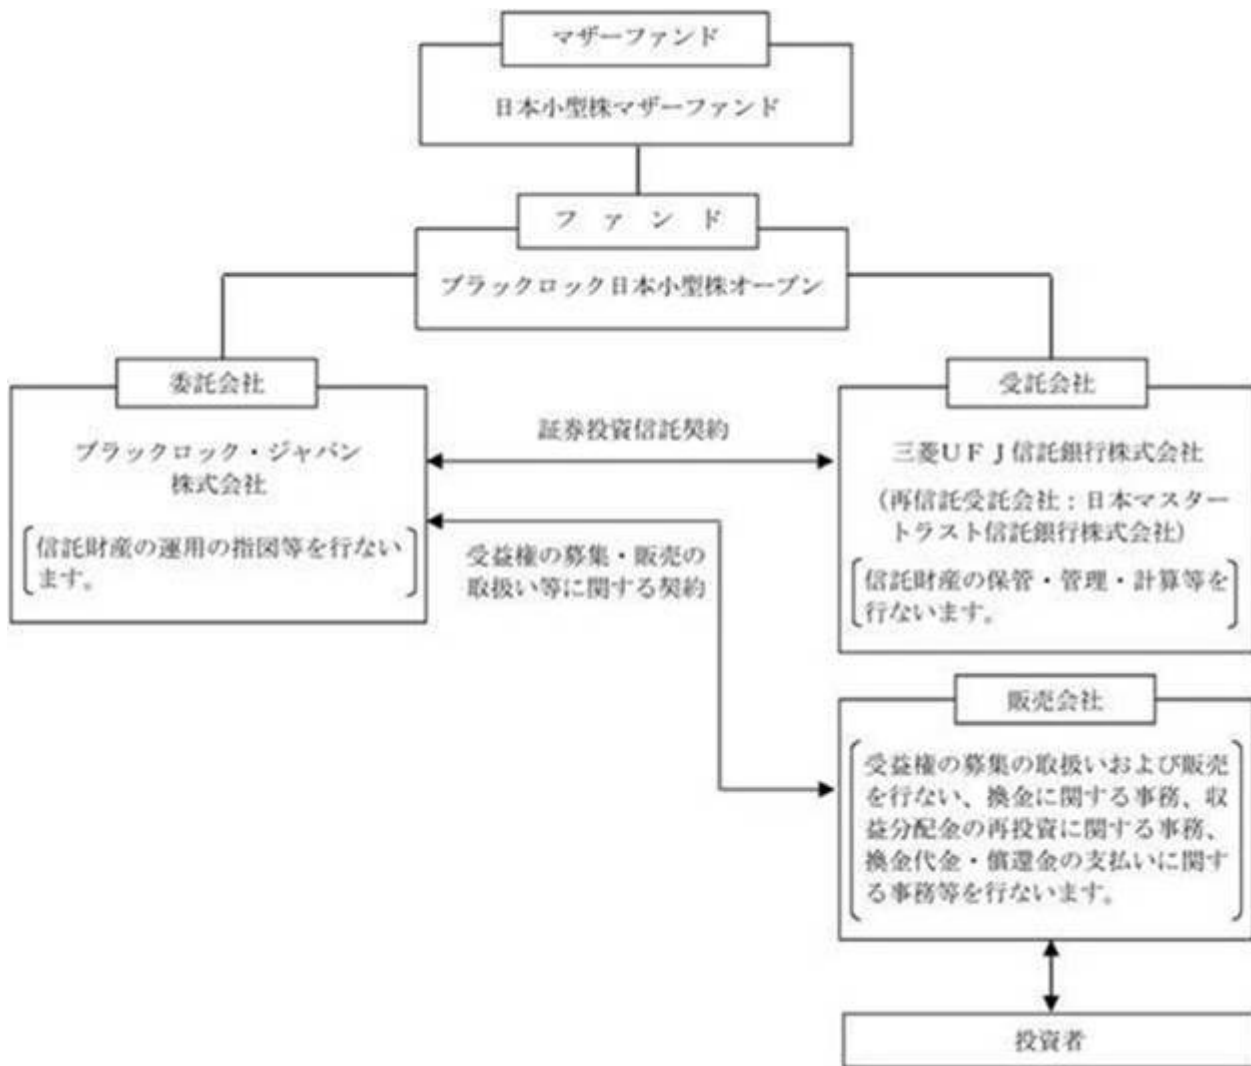 マザーファンド
日本小型株マザーファンド
ファンド
ブラックロック日本小型株オープン
委託会社
ブラックロック・ジャパン
株式会社
信託財産の運用の指図等を行ない
ます。
証券投資信託契約
受益権の募集・販売の
取扱い等に関する契約
受託会社
三菱UFJ信託銀行株式会社
(再信託受託会社:日本マスター
トラスト信託銀行株式会社)
信託財産の保管・管理・計算等を
行ないます。
販売会社
受益権の募集の取扱いおよび販売
を行ない、換金に関する事務、収
益分配金の再投資に関する事務、
換金代金・償還金の支払いに関す
る事務等を行ないます。
投資者